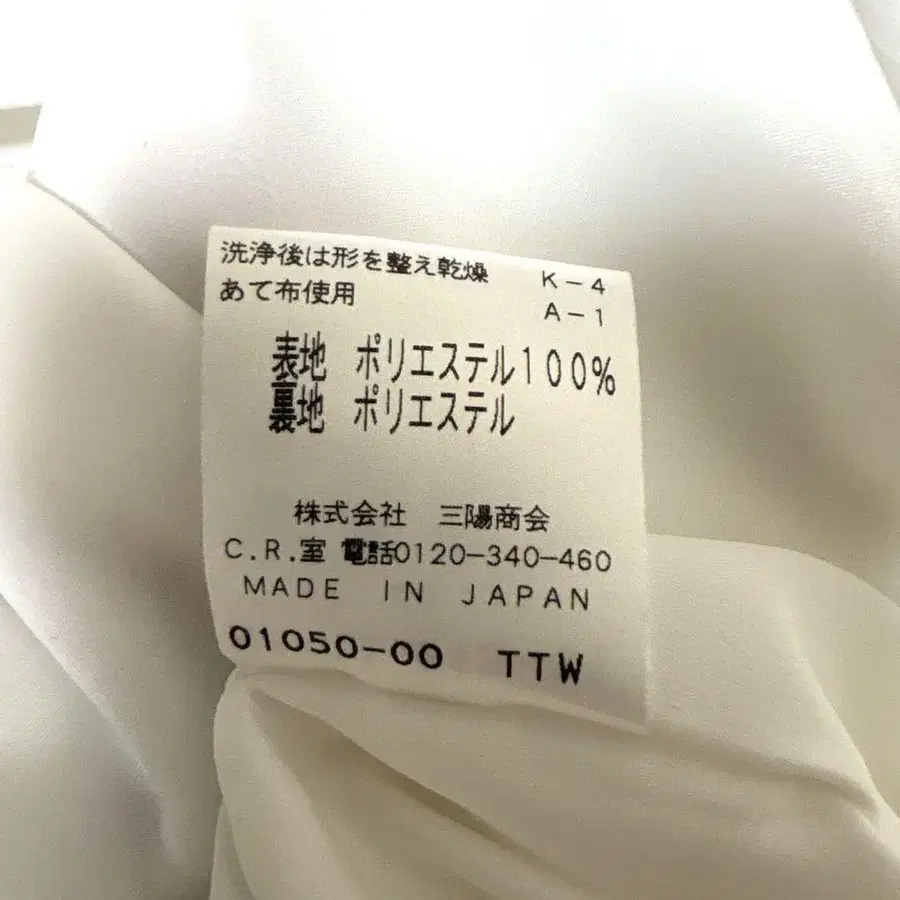 洗浄後は形を整え乾燥 K-4
あて布使用 A-1
表地 ポリエステル100%
裏地 ポリエステル
株式会社 三陽商会
C.R.室 電話0120-340-460
MADE IN JAPAN
01050-00 TTW